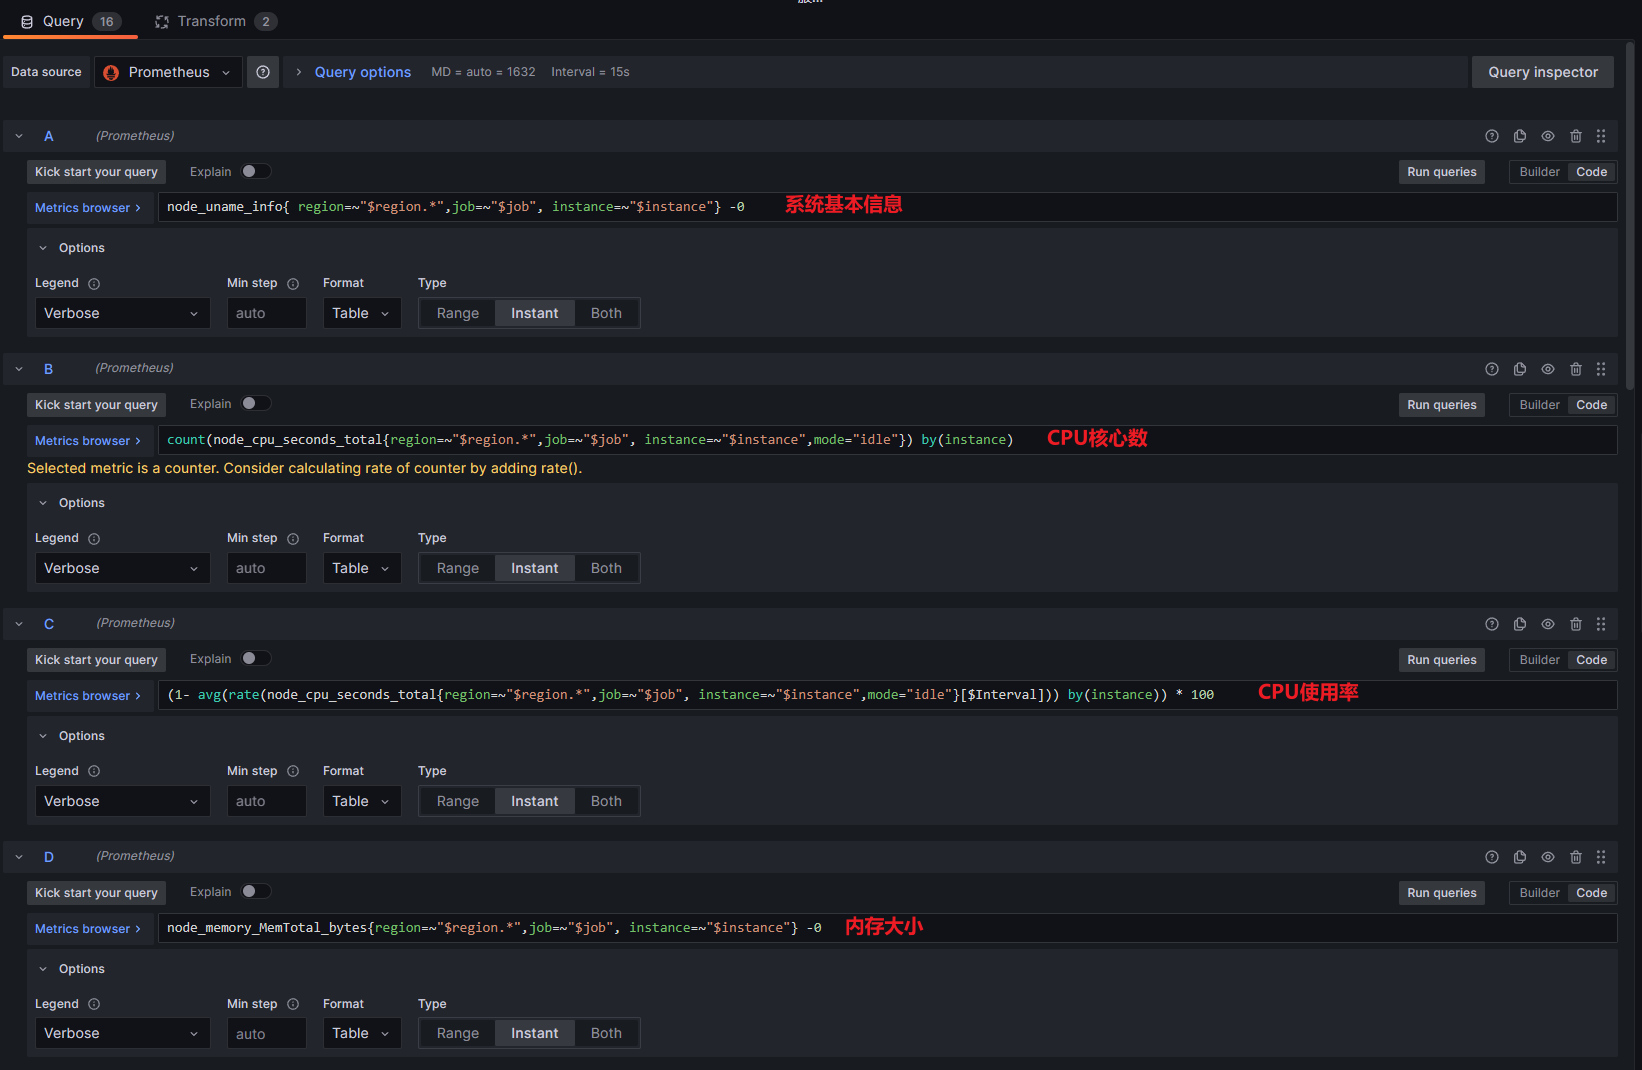 Query 16 Transform 2
Data source Prometheus Query options MD = auto = 1632 Interval = 15s Query inspector
A (Prometheus)
Kick start your query Explain Run queries Builder Code
Metrics browser > node_uname_info{ region=~"$region.*",job=~"$job", instance=~"$instance"} -0 系统基本信息
Options
Legend Min step Format Type
Verbose auto Table Range Instant Both
B (Prometheus)
Kick start your query Explain Run queries Builder Code
Metrics browser > count(node_cpu_seconds_total{region=~"$region.*",job=~"$job", instance=~"$instance",mode="idle"}) by(instance) CPU核心数
Selected metric is a counter. Consider calculating rate of counter by adding rate().
Options
Legend Min step Format Type
Verbose auto Table Range Instant Both
C (Prometheus)
Kick start your query Explain Run queries Builder Code
Metrics browser > (1- avg(rate(node_cpu_seconds_total{region=~"$region.*",job=~"$job", instance=~"$instance",mode="idle"}[$Interval])) by(instance)) * 100 CPU使用率
Options
Legend Min step Format Type
Verbose auto Table Range Instant Both
D (Prometheus)
Kick start your query Explain Run queries Builder Code
Metrics browser > node_memory_MemTotal_bytes{region=~"$region.*",job=~"$job", instance=~"$instance"} -0 内存大小
Options
Legend Min step Format Type
Verbose auto Table Range Instant Both